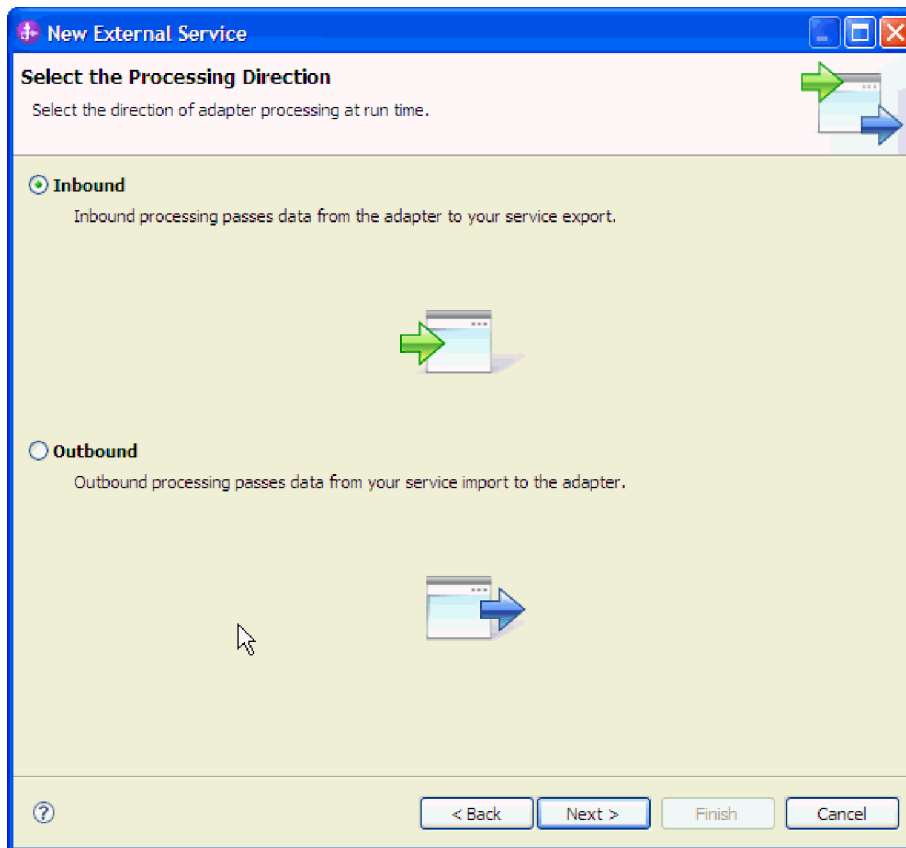 New External Service
Select the Processing Direction
Select the direction of adapter processing at run time.
Inbound
Inbound processing passes data from the adapter to your service export.
Outbound
Outbound processing passes data from your service import to the adapter.
< Back
Next >
Finish
Cancel